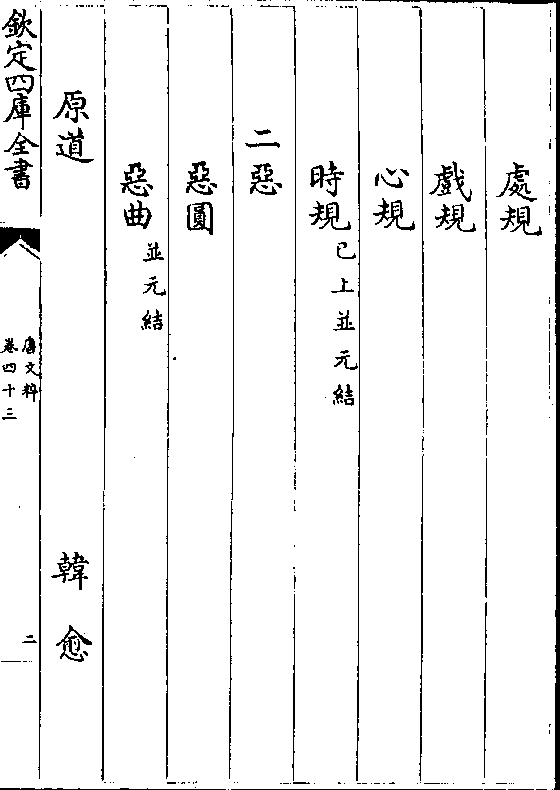 處規
戲規
心規
時規已上並元結
二惡
惡圓
惡曲並元結
原道 韓愈
欽定四庫全書
唐文粹
卷四十三
二